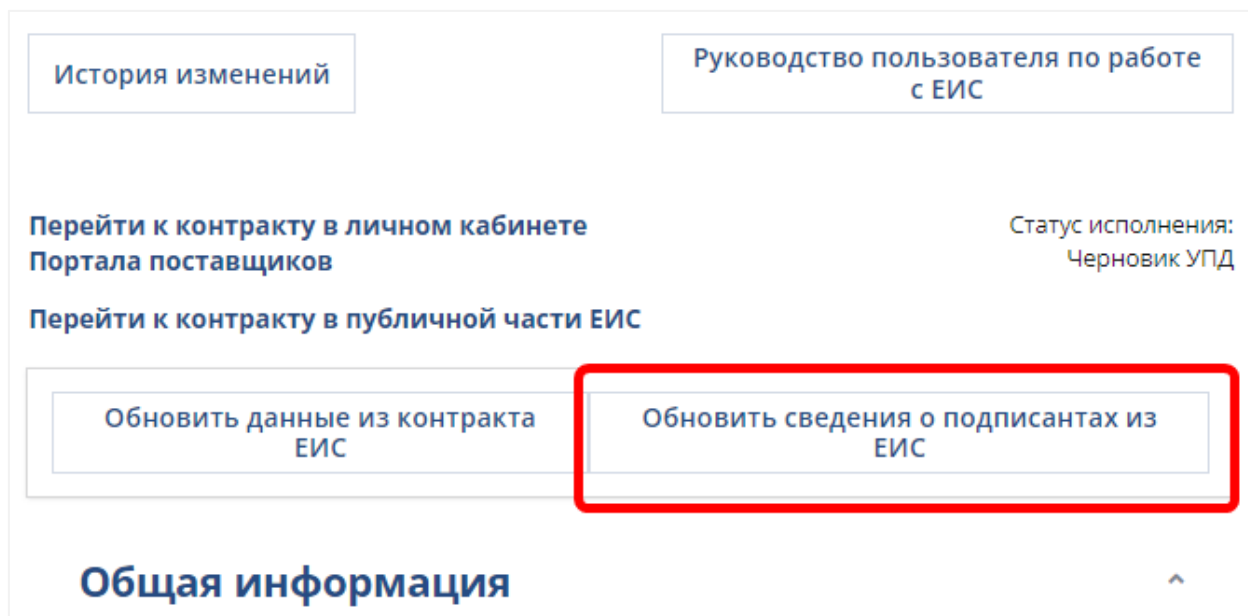 История изменений
Руководство пользователя по работе
с ЕИС
Перейти к контракту в личном кабинете
Портала поставщиков
Статус исполнения:
Черновик УПД
Перейти к контракту в публичной части ЕИС
Обновить данные из контракта
ЕИС
Обновить сведения о подписантах из
ЕИС
Общая информация